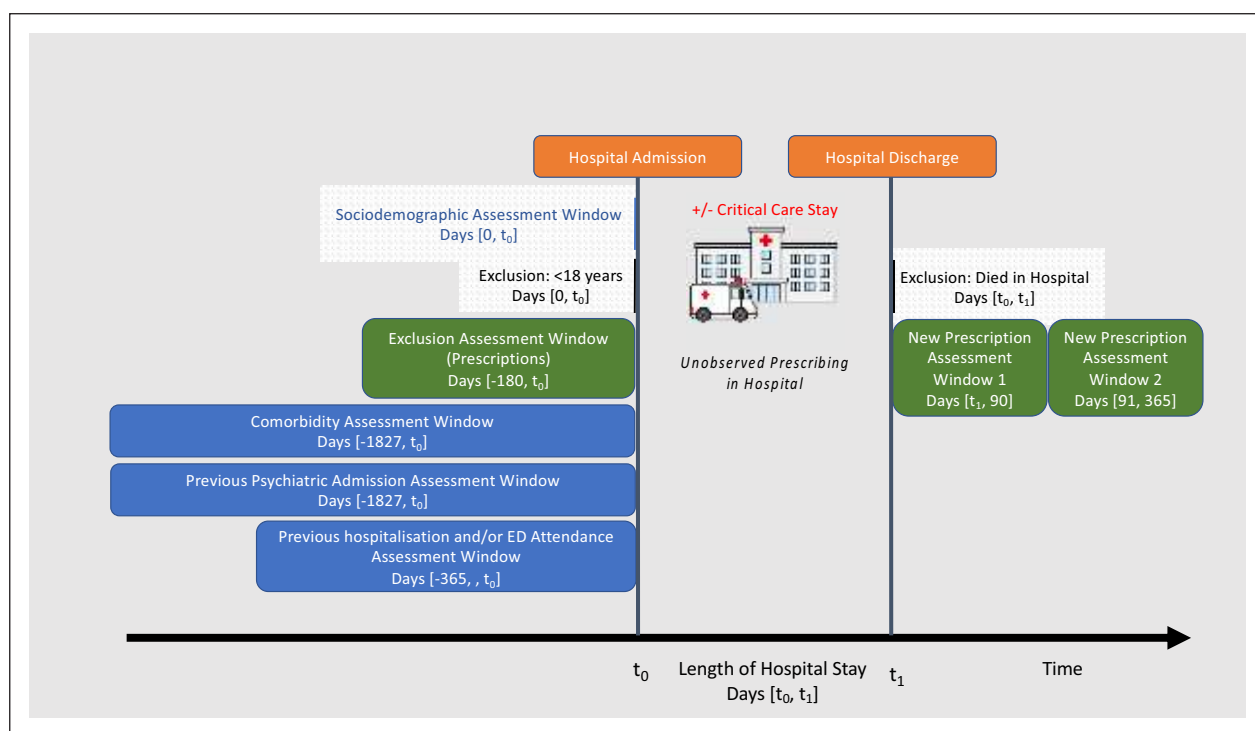 Hospital Admission
Hospital Discharge
Sociodemographic Assessment Window
Days [0, t₀]
+/- Critical Care Stay
Exclusion: <18 years
Days [0, t₀]
Exclusion: Died in Hospital
Days [t₀, t₁]
Exclusion Assessment Window
(Prescriptions)
Days [-180, t₀]
Unobserved Prescribing
in Hospital
New Prescription
Assessment
Window 1
Days [t₁, 90]
New Prescription
Assessment
Window 2
Days [91, 365]
Comorbidity Assessment Window
Days [-1827, t₀]
Previous Psychiatric Admission Assessment Window
Days [-1827, t₀]
Previous hospitalisation and/or ED Attendance
Assessment Window
Days [-365, , t₀]
t₀
Length of Hospital Stay
Days [t₀, t₁]
t₁
Time